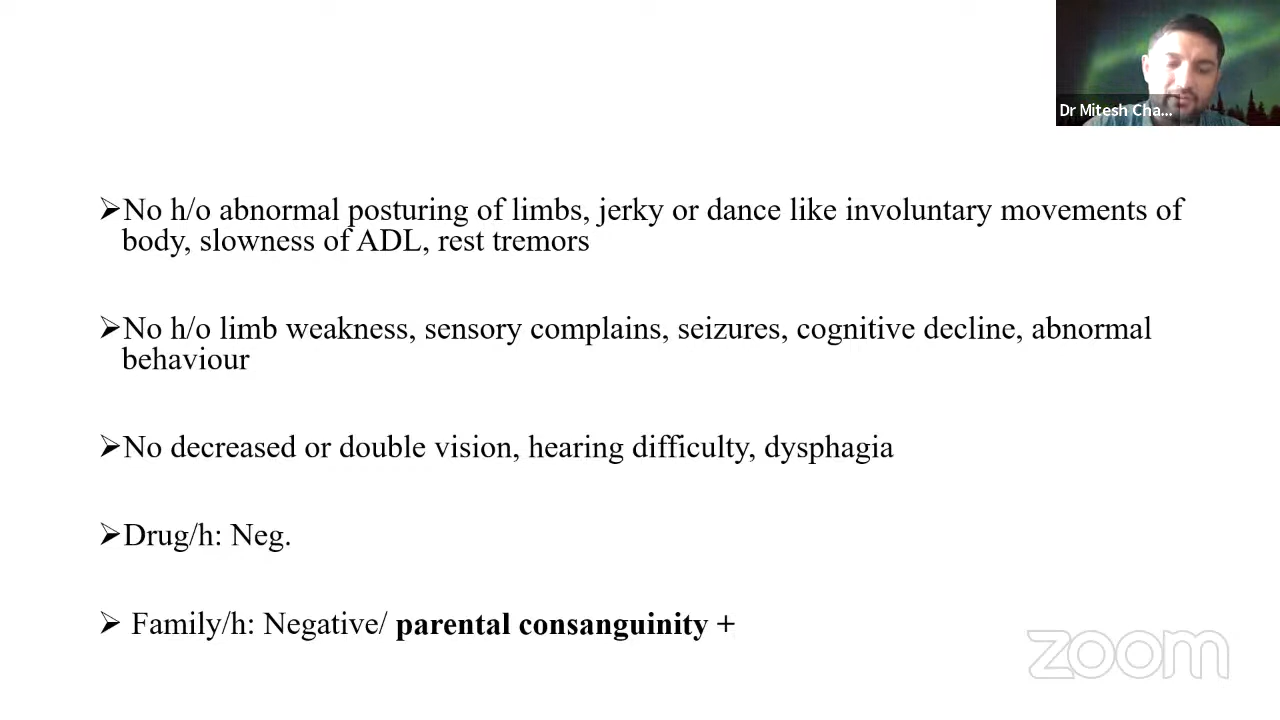 Dr Mitesh Cha...
➢No h/o abnormal posturing of limbs, jerky or dance like involuntary movements of
body, slowness of ADL, rest tremors
➢No h/o limb weakness, sensory complains, seizures, cognitive decline, abnormal
behaviour
➢No decreased or double vision, hearing difficulty, dysphagia
➢Drug/h: Neg.
➢ Family/h: Negative/ parental consanguinity +
zoom